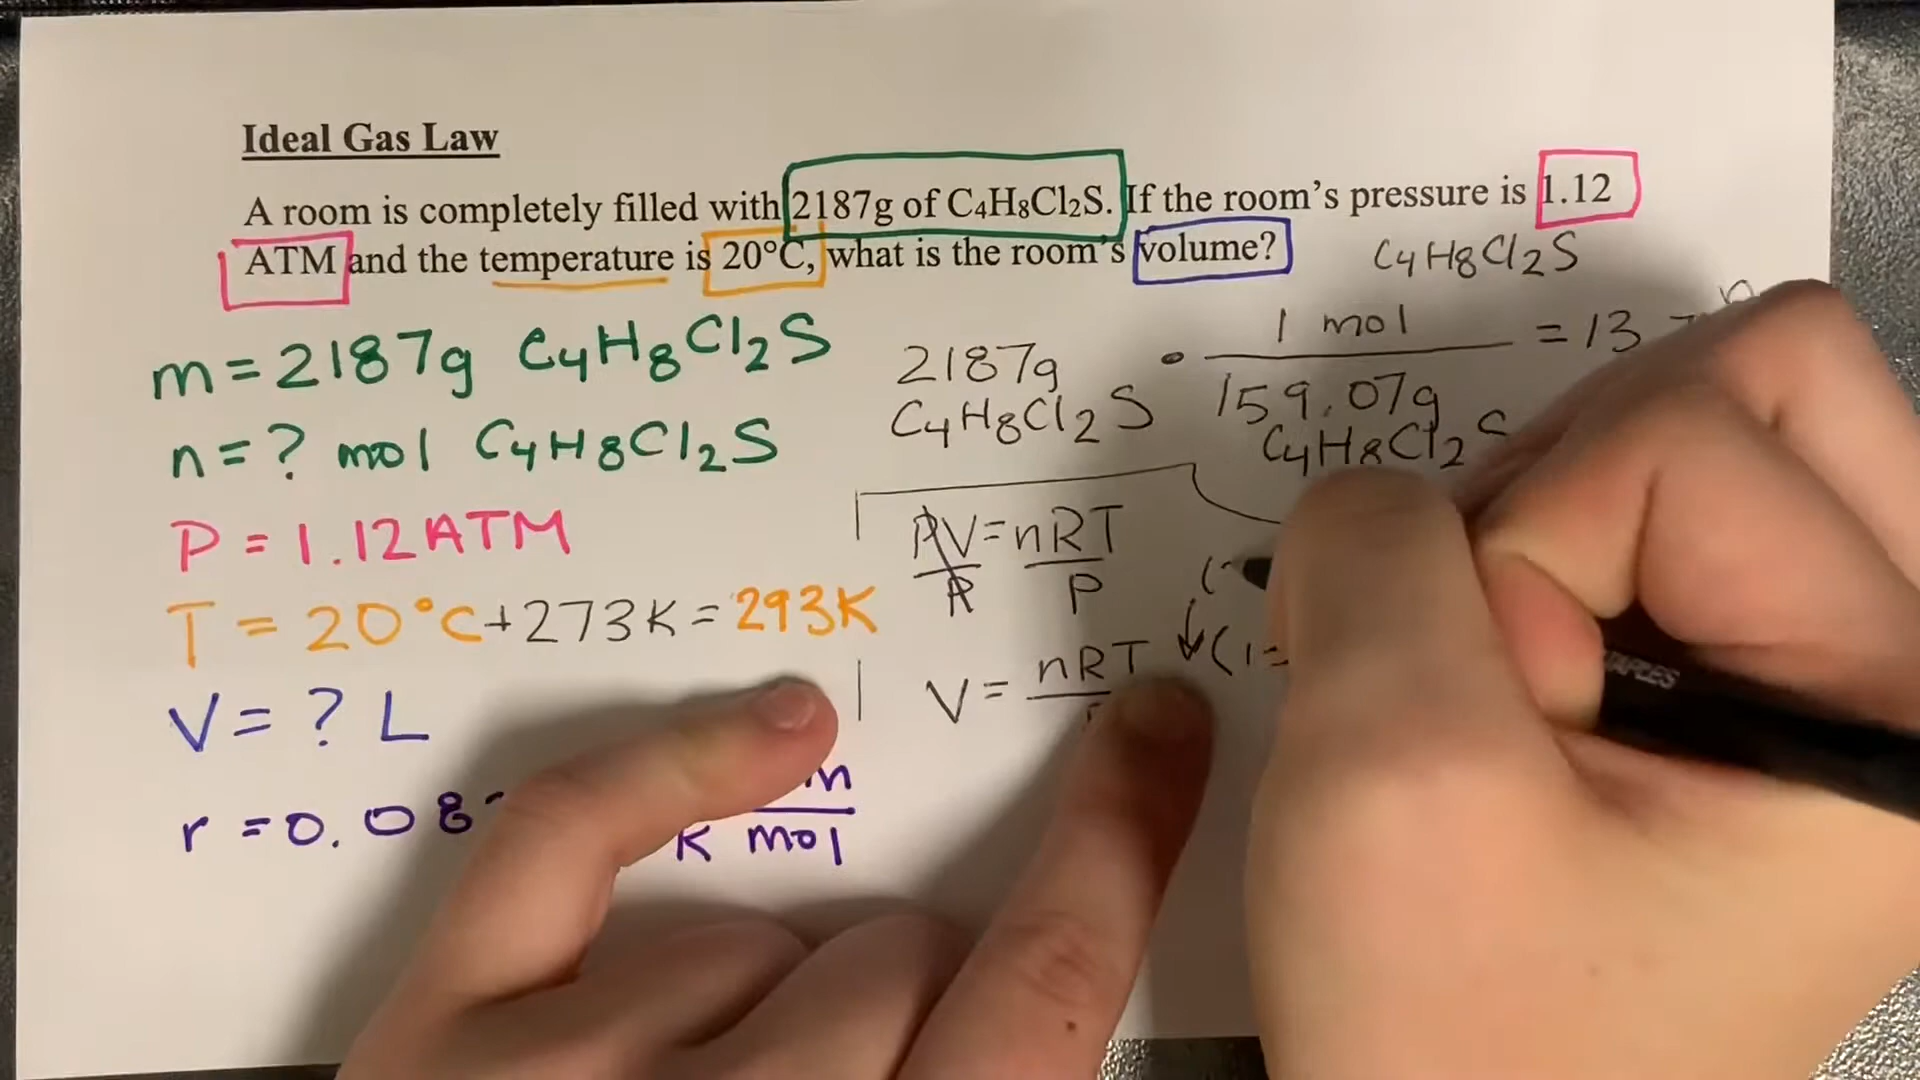 Ideal Gas Law
A room is completely filled with 2187g of C4H8Cl2S. If the room's pressure is 1.12
ATM and the temperature is 20°C, what is the room's volume?
m = 2187g C4H8Cl2S
n = ? mol C4H8Cl2S
P = 1.12 ATM
T = 20°C + 273K = 293K
V = ? L
r = 0.08
K mol
C4H8Cl2S
1 mol
2187g • = 13
C4H8Cl2S 159.07g
C4H8Cl2S
PV = nRT
P P
V = nRT
STAPLES